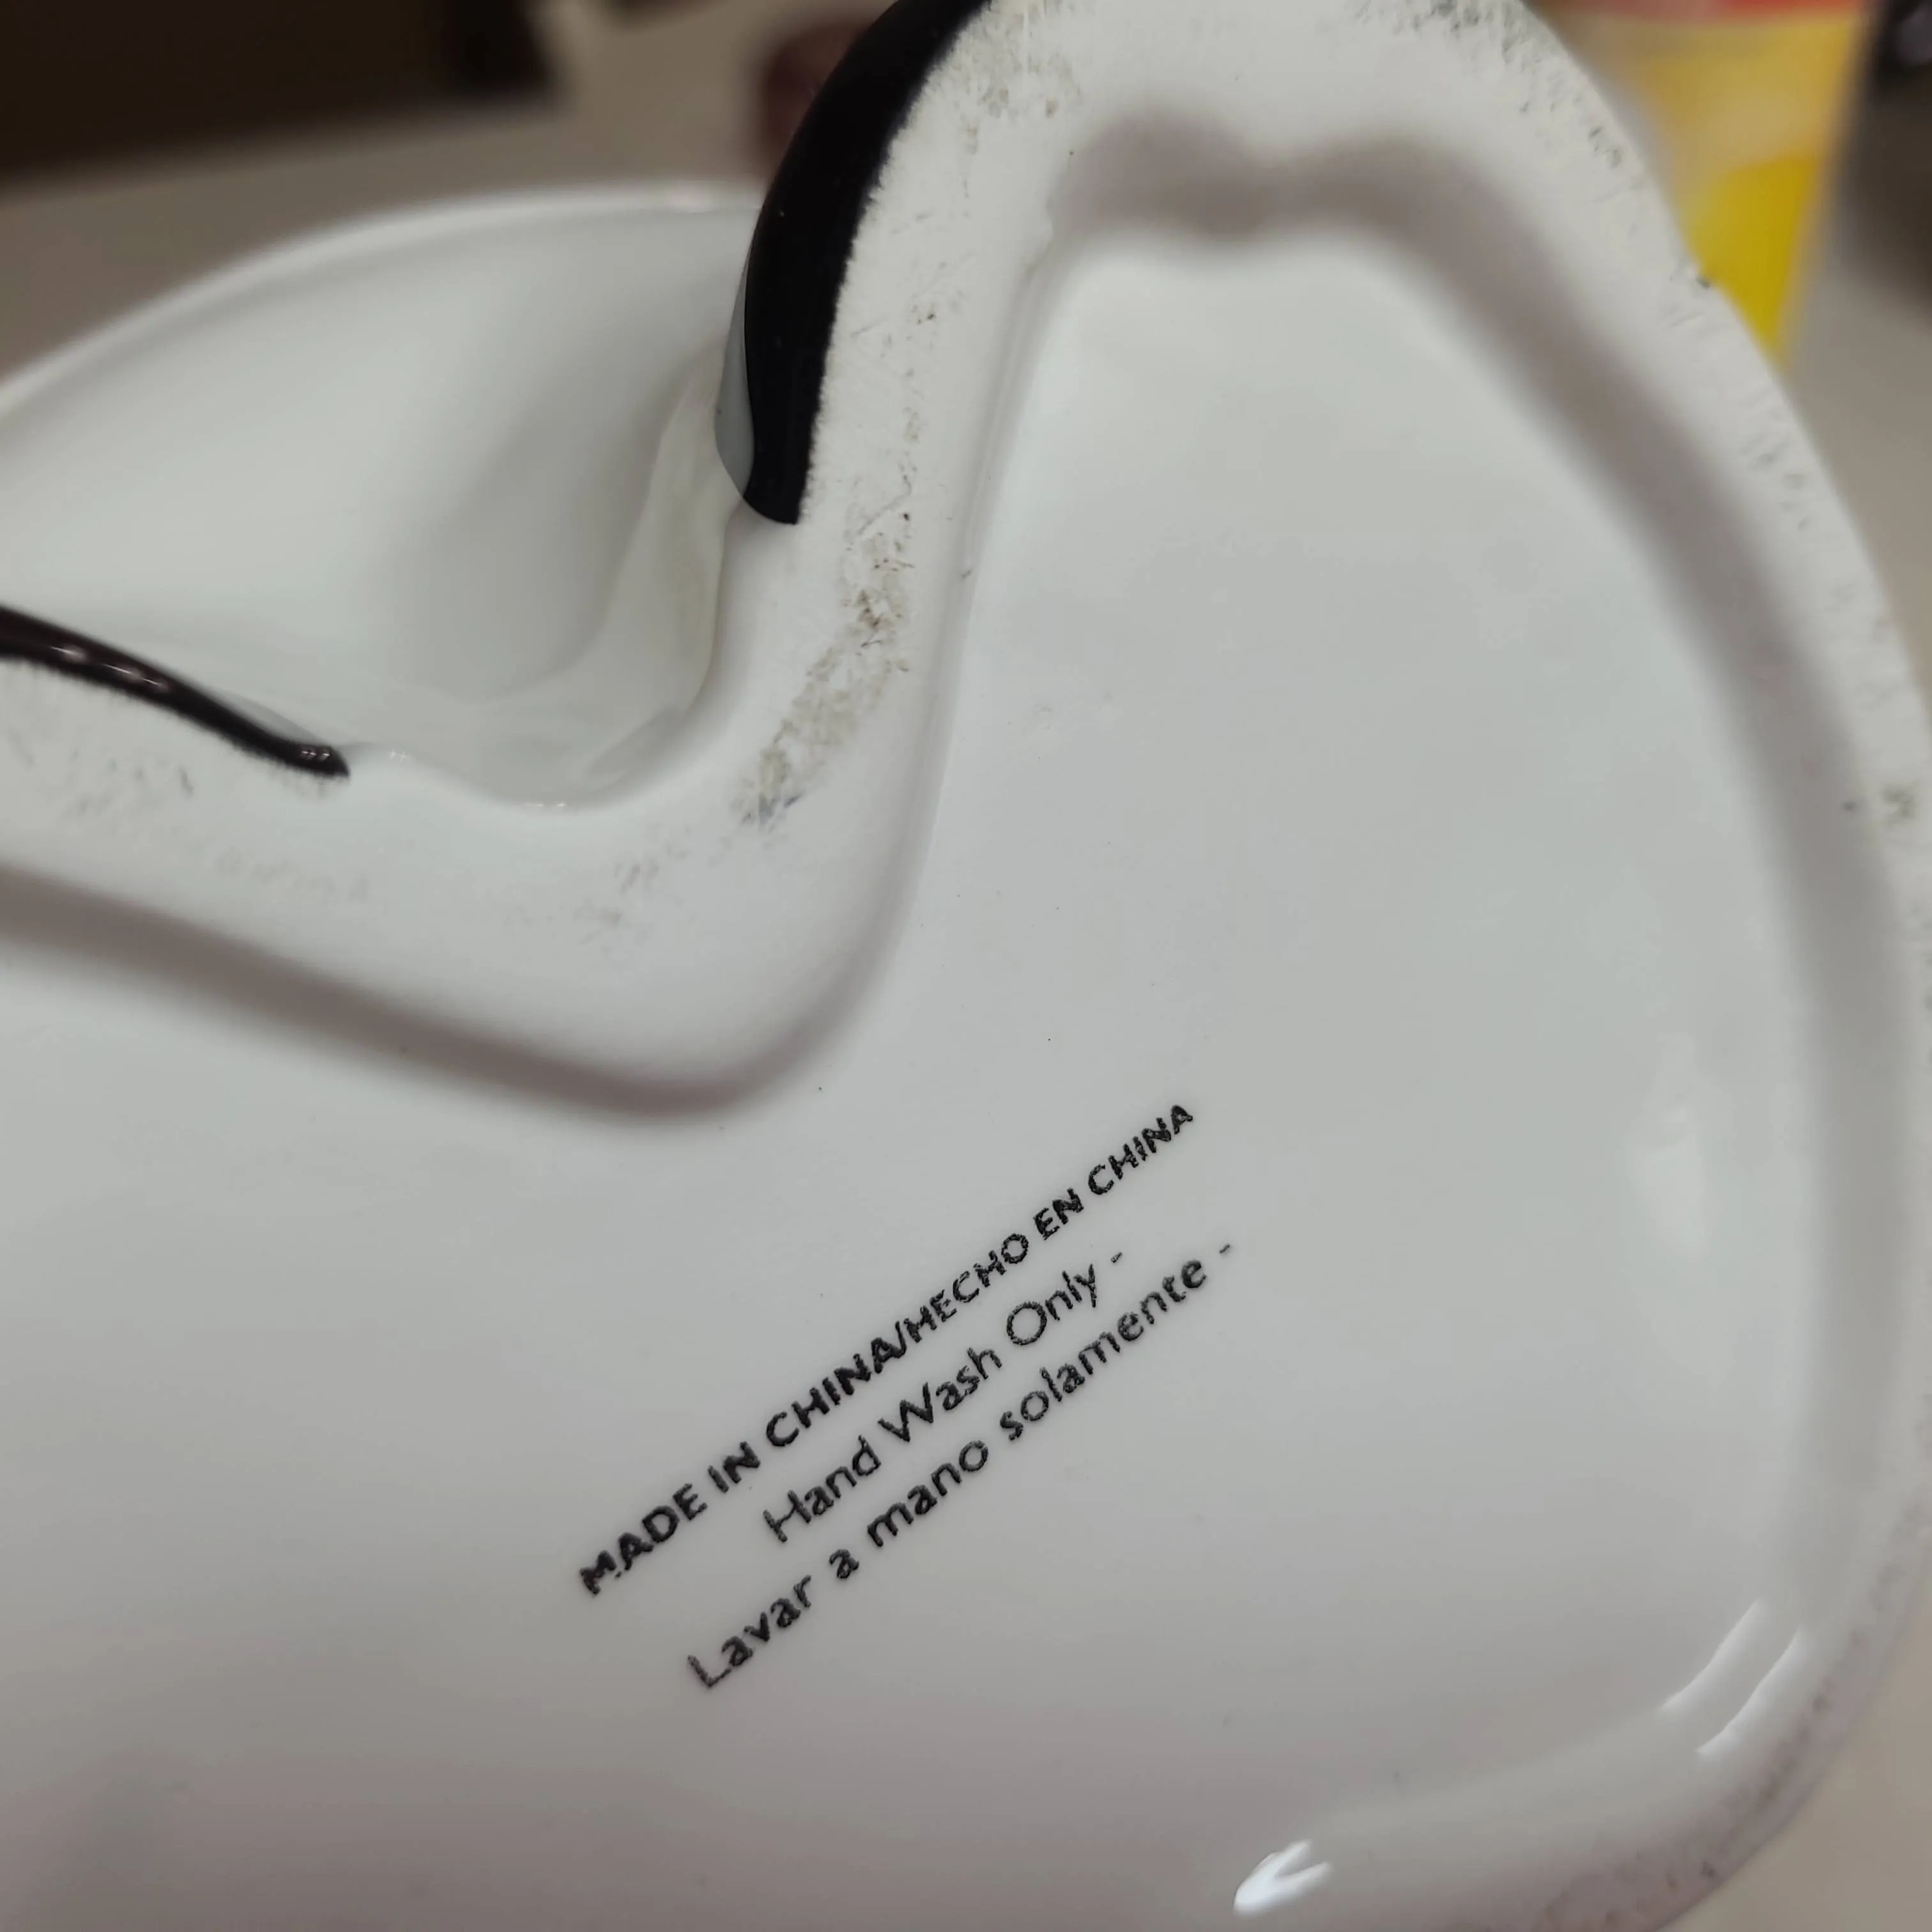 MADE IN CHINA/HECHO EN CHINA
Hand Wash Only -
Lavar a mano solamente -